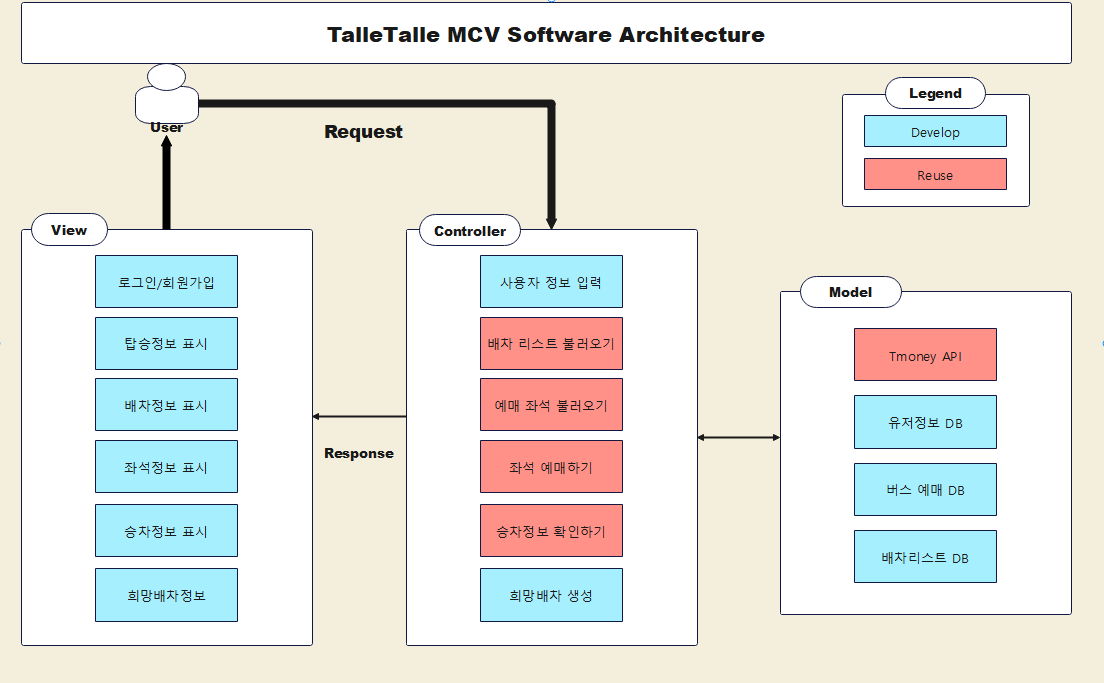 TalleTalle MCV Software Architecture
User
Request
Legend
Develop
Reuse
View
로그인/회원가입
탑승정보 표시
배차정보 표시
좌석정보 표시
승차정보 표시
희망배차정보
Response
Controller
사용자 정보 입력
배차 리스트 불러오기
예매 좌석 불러오기
좌석 예매하기
승차정보 확인하기
희망배차 생성
Model
Tmoney API
유저정보 DB
버스 예매 DB
배차리스트 DB